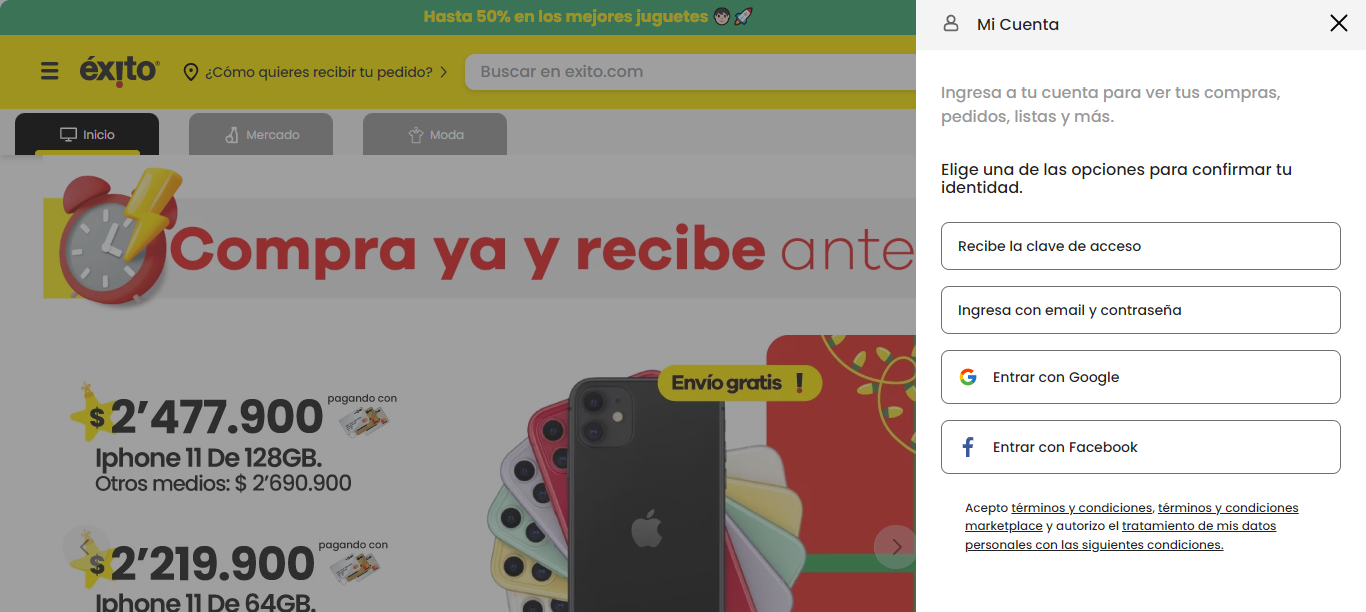 Hasta 50% en los mejores juguetes
éxito
¿Cómo quieres recibir tu pedido?
Buscar en exito.com
Inicio
Mercado
Moda
Compra ya y recibe ante
Envío gratis !
$2’477.900
pagando con
Iphone 11 De 128GB.
Otros medios: $ 2’690.900
$2’219.900
pagando con
Iphone 11 De 64GB.
Mi Cuenta
Ingresa a tu cuenta para ver tus compras,
pedidos, listas y más.
Elige una de las opciones para confirmar tu
identidad.
Recibe la clave de acceso
Ingresa con email y contraseña
Entrar con Google
Entrar con Facebook
Acepto términos y condiciones, términos y condiciones
marketplace y autorizo el tratamiento de mis datos
personales con las siguientes condiciones.